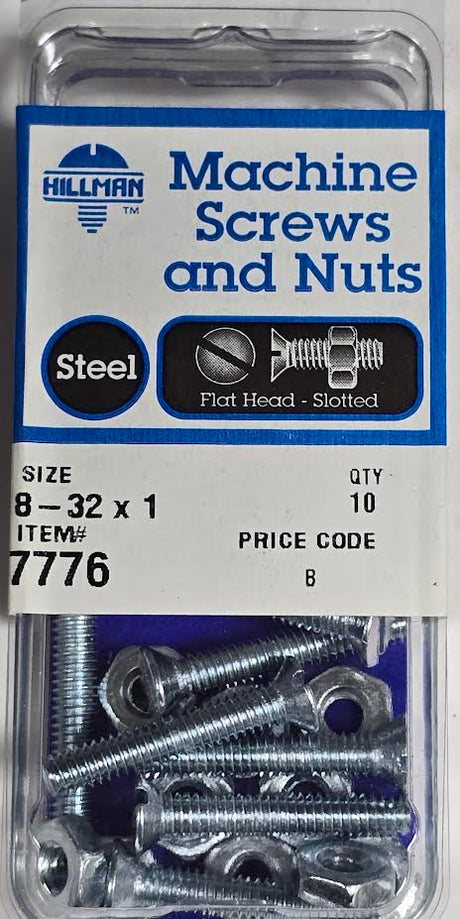 HILLMAN
TM
Machine
Screws
and Nuts
Steel
Flat Head - Slotted
SIZE
8-32 x 1
QTY
10
ITEM#
7776
PRICE CODE
B